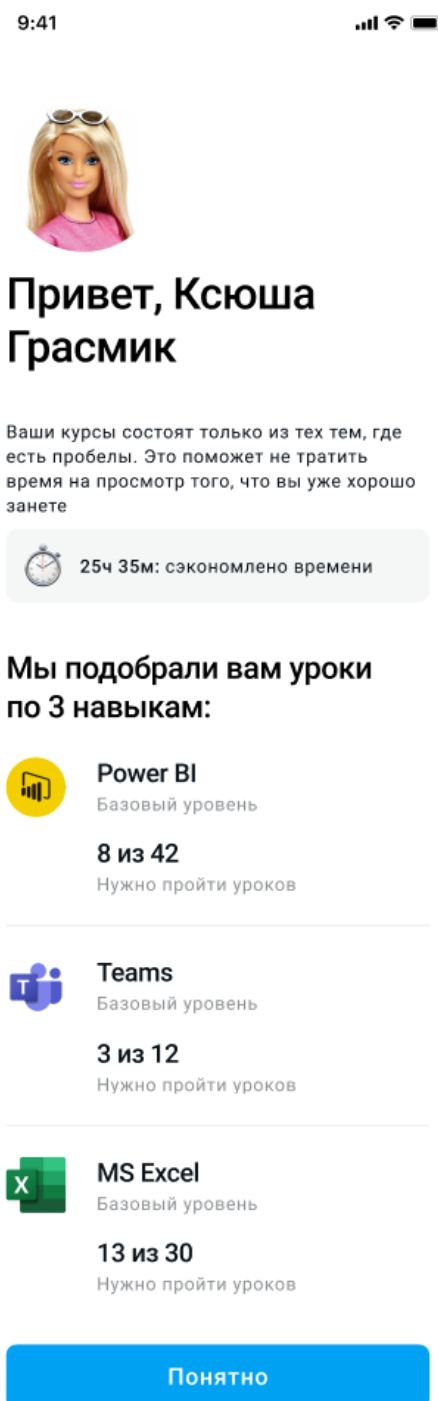 9:41
Привет, Ксюша
Грасмик
Ваши курсы состоят только из тех тем, где
есть пробелы. Это поможет не тратить
время на просмотр того, что вы уже хорошо
занете
25ч 35м: сэкономлено времени
Мы подобрали вам уроки
по 3 навыкам:
Power BI
Базовый уровень
8 из 42
Нужно пройти уроков
T
Teams
Базовый уровень
3 из 12
Нужно пройти уроков
X
MS Excel
Базовый уровень
13 из 30
Нужно пройти уроков
Понятно